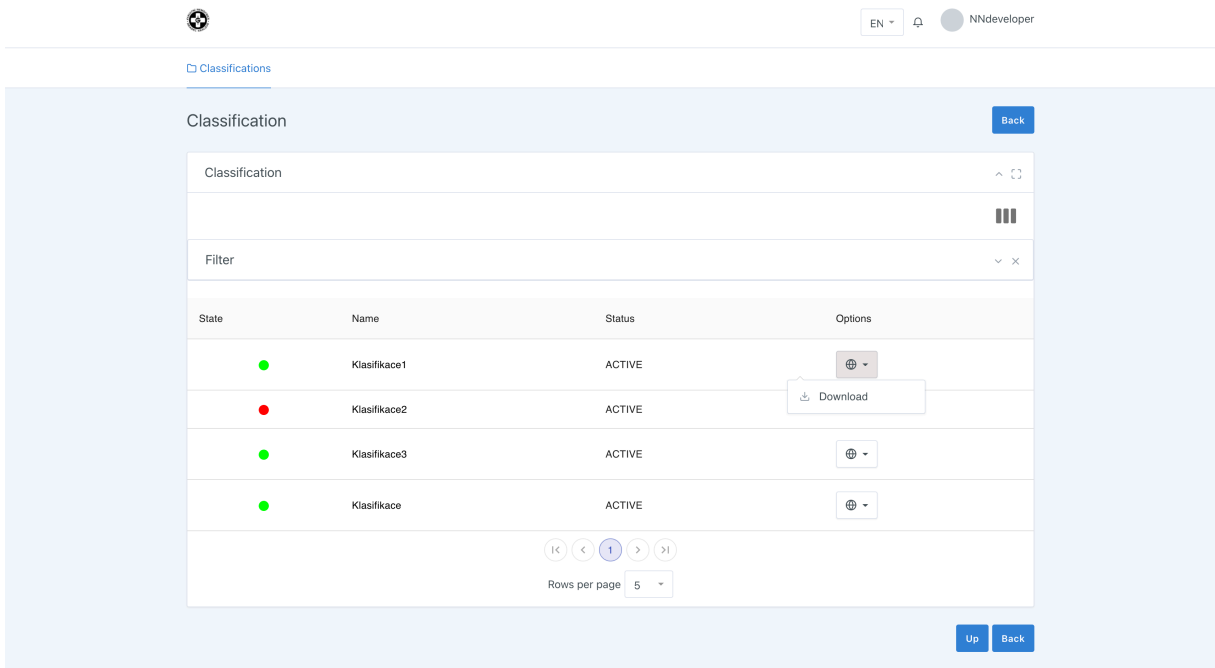 EN
NNdeveloper
Classifications
Classification
Back
Classification
Filter
State Name Status Options
Klasifikace1 ACTIVE
Download
Klasifikace2 ACTIVE
Klasifikace3 ACTIVE
Klasifikace ACTIVE
1
Rows per page 5
Up Back